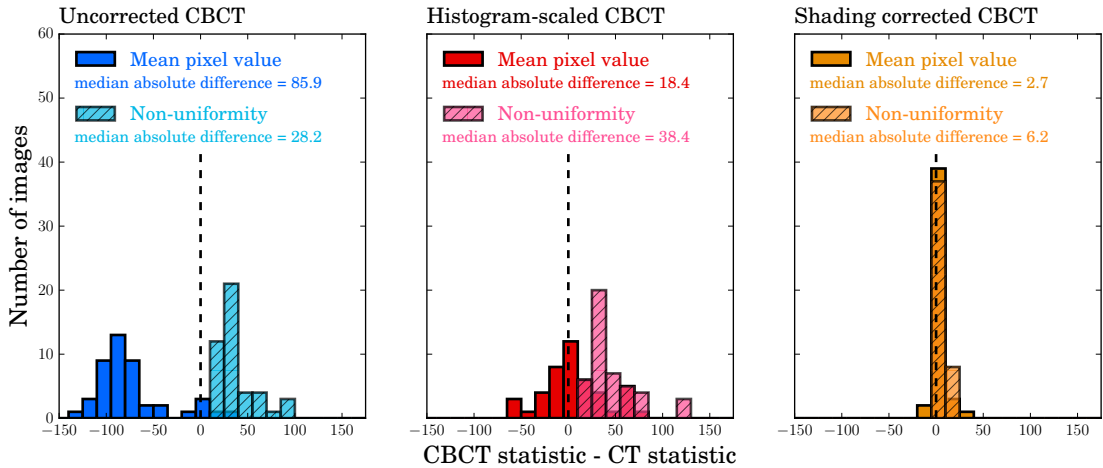 Uncorrected CBCT
Histogram-scaled CBCT
Shading corrected CBCT
Number of images
60
50
40
30
20
10
0
Mean pixel value
median absolute difference = 85.9
Non-uniformity
median absolute difference = 28.2
Mean pixel value
median absolute difference = 18.4
Non-uniformity
median absolute difference = 38.4
Mean pixel value
median absolute difference = 2.7
Non-uniformity
median absolute difference = 6.2
−150 −100 −50 0 50 100 150
−150 −100 −50 0 50 100 150
−150 −100 −50 0 50 100 150
CBCT statistic - CT statistic